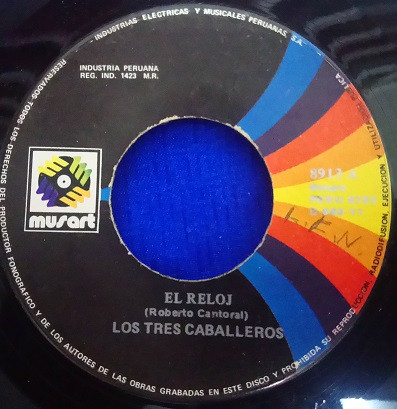 INDUSTRIAS ELECTRICAS Y MUSICALES PERUANAS, S.A.
INDUSTRIA PERUANA
REG. IND. 1423 M.R.
8917 A
musart
L.E.W
EL RELOJ
(Roberto Cantoral)
LOS TRES CABALLEROS
RESERVADOS TODOS LOS DERECHOS DEL PRODUCTOR FONOGRAFICO Y DE LOS AUTORES DE LAS OBRAS GRABADAS EN ESTE DISCO Y PROHIBIDA SU REPRODUCCION, RADIODIFUSION, EJECUCION